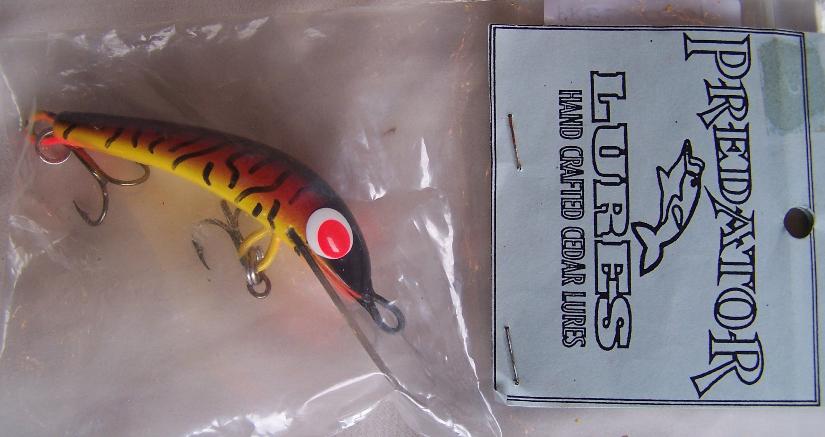 PREDATOR
LURES
HAND CRAFTED CEDAR LURES